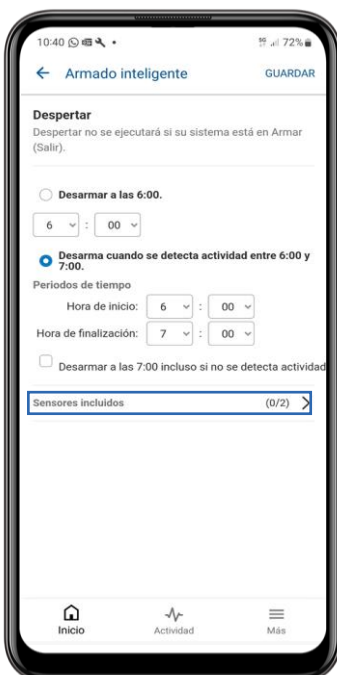 10:40 72%
Armado inteligente GUARDAR
Despertar
Despertar no se ejecutará si su sistema está en Armar
(Salir).
Desarmar a las 6:00.
6 : 00
Desarma cuando se detecta actividad entre 6:00 y
7:00.
Periodos de tiempo
Hora de inicio: 6 : 00
Hora de finalización: 7 : 00
Desarmar a las 7:00 incluso si no se detecta actividad
Sensores incluidos (0/2)
Inicio Actividad Más